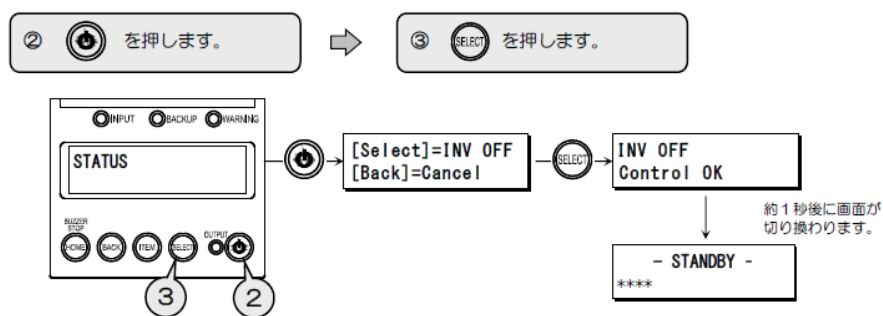 ② を押します。
③ SELECT を押します。
INPUT BACKUP WARNING
STATUS
BUZZER
STOP
HOME BACK ITEM SELECT OUTPUT
③ ②
[Select]=INV OFF
[Back]=Cancel
SELECT
INV OFF
Control OK
約1秒後に画面が
切り換わります。
- STANDBY -
****